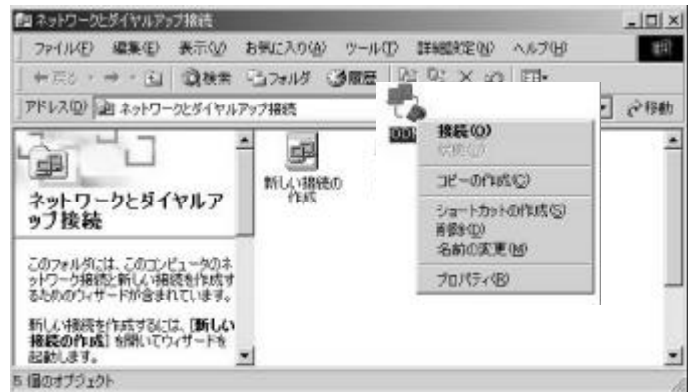 ネットワークとダイヤルアップ接続
ファイル(F) 編集(E) 表示(V) お気に入り(A) ツール(T) 詳細設定(N) ヘルプ(H)
戻る 検索 フォルダ 履歴
アドレス(D) ネットワークとダイヤルアップ接続 移動
ネットワークとダイヤルア
ップ接続
このフォルダには、このコンピュータのネ
ットワーク接続と新しい接続を作成す
るためのウィザードが含まれています。
新しい接続を作成するには、[新しい
接続の作成] を開いてウィザードを
起動します。
新しい接続の
作成
接続(O)
コピーの作成(C)
ショートカットの作成(S)
削除(D)
名前の変更(M)
プロパティ(R)
5 個のオブジェクト